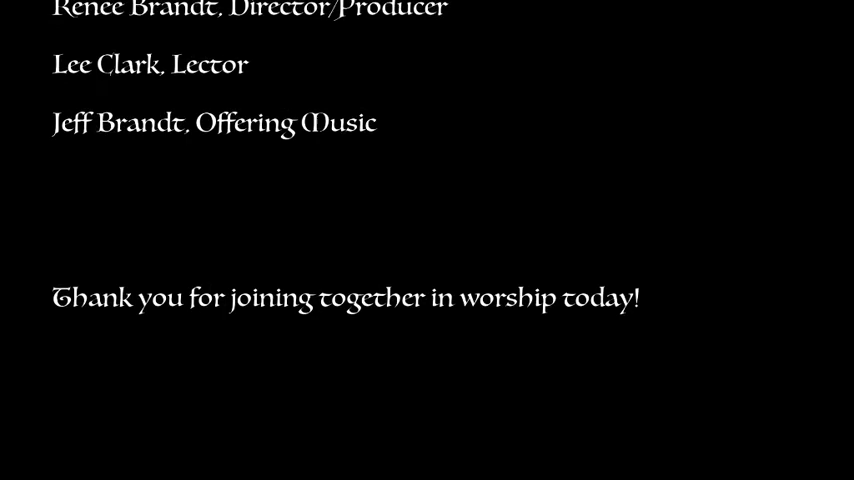 Renee Brandt, Director/Producer
Lee Clark, Lector
Jeff Brandt, Offering Music
Thank you for joining together in worship today!